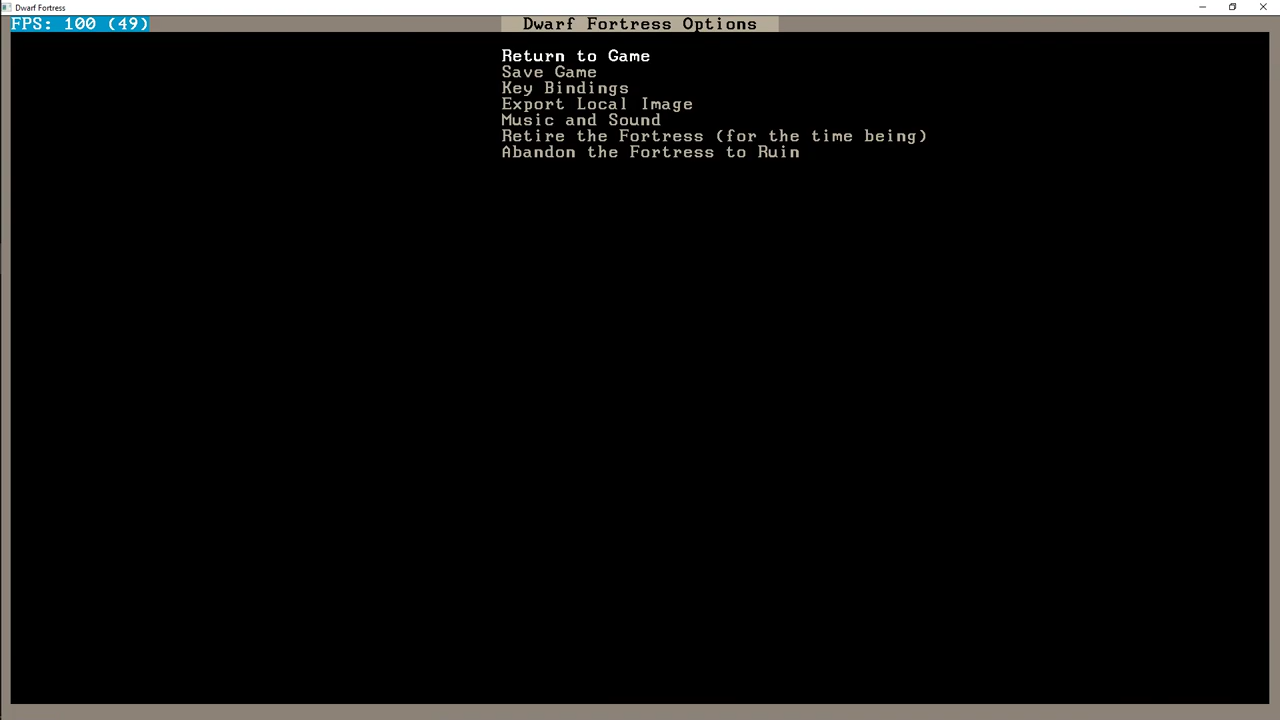 Dwarf Fortress
FPS: 100 (49)
Dwarf Fortress Options
Return to Game
Save Game
Key Bindings
Export Local Image
Music and Sound
Retire the Fortress (for the time being)
Abandon the Fortress to Ruin